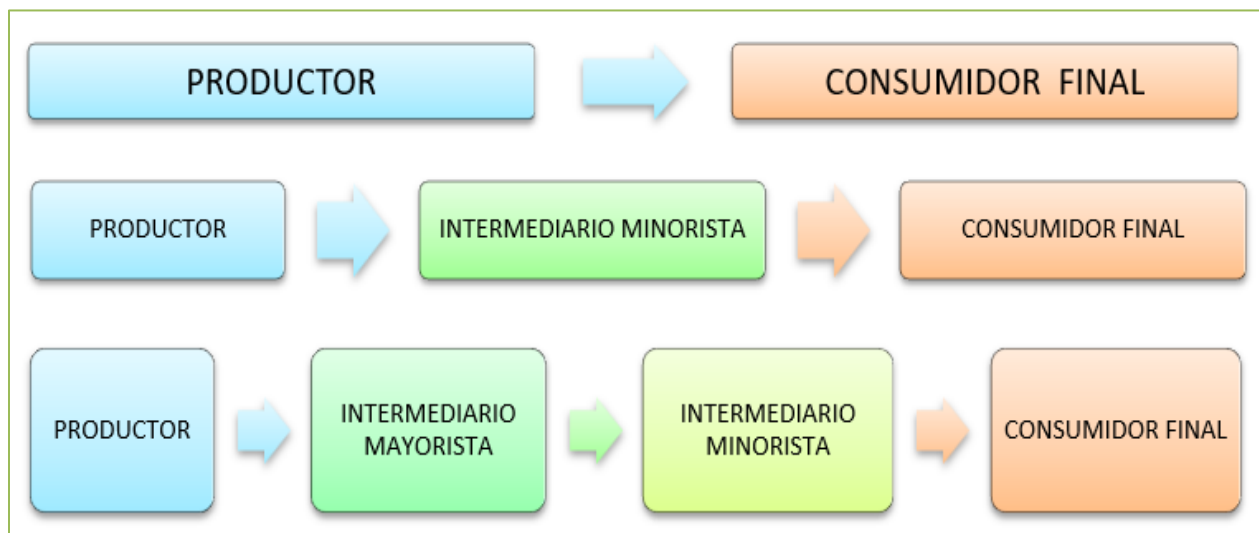 PRODUCTOR
CONSUMIDOR FINAL
PRODUCTOR
INTERMEDIARIO MINORISTA
CONSUMIDOR FINAL
PRODUCTOR
INTERMEDIARIO
MAYORISTA
INTERMEDIARIO
MINORISTA
CONSUMIDOR FINAL